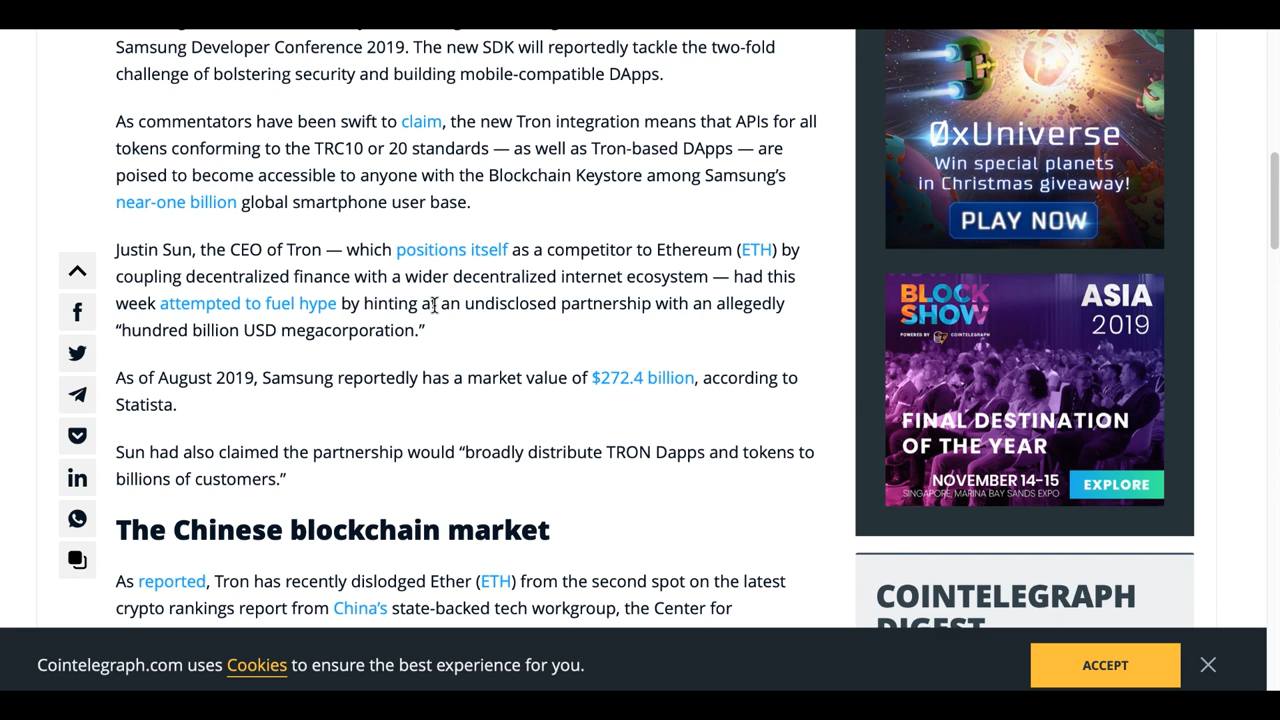 Samsung Developer Conference 2019. The new SDK will reportedly tackle the two-fold
challenge of bolstering security and building mobile-compatible DApps.
As commentators have been swift to claim, the new Tron integration means that APIs for all
tokens conforming to the TRC10 or 20 standards — as well as Tron-based DApps — are
poised to become accessible to anyone with the Blockchain Keystore among Samsung’s
near-one billion global smartphone user base.
Justin Sun, the CEO of Tron — which positions itself as a competitor to Ethereum (ETH) by
coupling decentralized finance with a wider decentralized internet ecosystem — had this
week attempted to fuel hype by hinting at an undisclosed partnership with an allegedly
“hundred billion USD megacorporation.”
As of August 2019, Samsung reportedly has a market value of $272.4 billion, according to
Statista.
Sun had also claimed the partnership would “broadly distribute TRON Dapps and tokens to
billions of customers.”
The Chinese blockchain market
As reported, Tron has recently dislodged Ether (ETH) from the second spot on the latest
crypto rankings report from China’s state-backed tech workgroup, the Center for
0xUniverse
Win special planets
in Christmas giveaway!
PLAY NOW
BLOCK
SHOW
POWERED BY COINTELEGRAPH
ASIA
2019
FINAL DESTINATION
OF THE YEAR
NOVEMBER 14-15
SINGAPORE, MARINA BAY SANDS EXPO
EXPLORE
COINTELEGRAPH
DIGEST
Cointelegraph.com uses Cookies to ensure the best experience for you.
ACCEPT